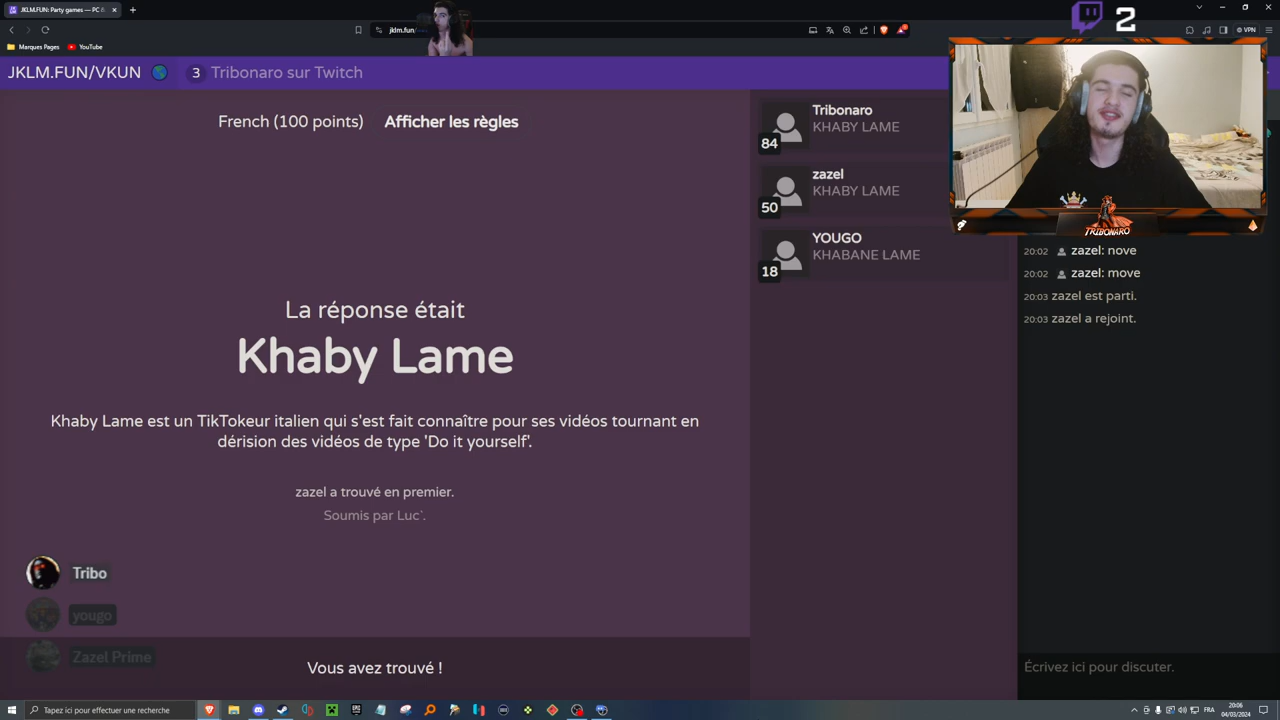 JKLM.FUN: Party games — PC &
jklm.fun/
VPN
Marques Pages
YouTube
2
JKLM.FUN/VKUN
3
Tribonaro sur Twitch
French (100 points)
Afficher les règles
Tribonaro
KHABY LAME
84
zazel
KHABY LAME
50
YOUGO
KHABANE LAME
18
TRIBONARO
20:02 zazel: nove
20:02 zazel: move
20:03 zazel est parti.
20:03 zazel a rejoint.
La réponse était
Khaby Lame
Khaby Lame est un TikTokeur italien qui s'est fait connaître pour ses vidéos tournant en
dérision des vidéos de type 'Do it yourself'.
zazel a trouvé en premier.
Soumis par Luc`.
Tribo
yougo
Zazel Prime
Vous avez trouvé !
Écrivez ici pour discuter.
Tapez ici pour effectuer une recherche
FRA
20:06
04/03/2024